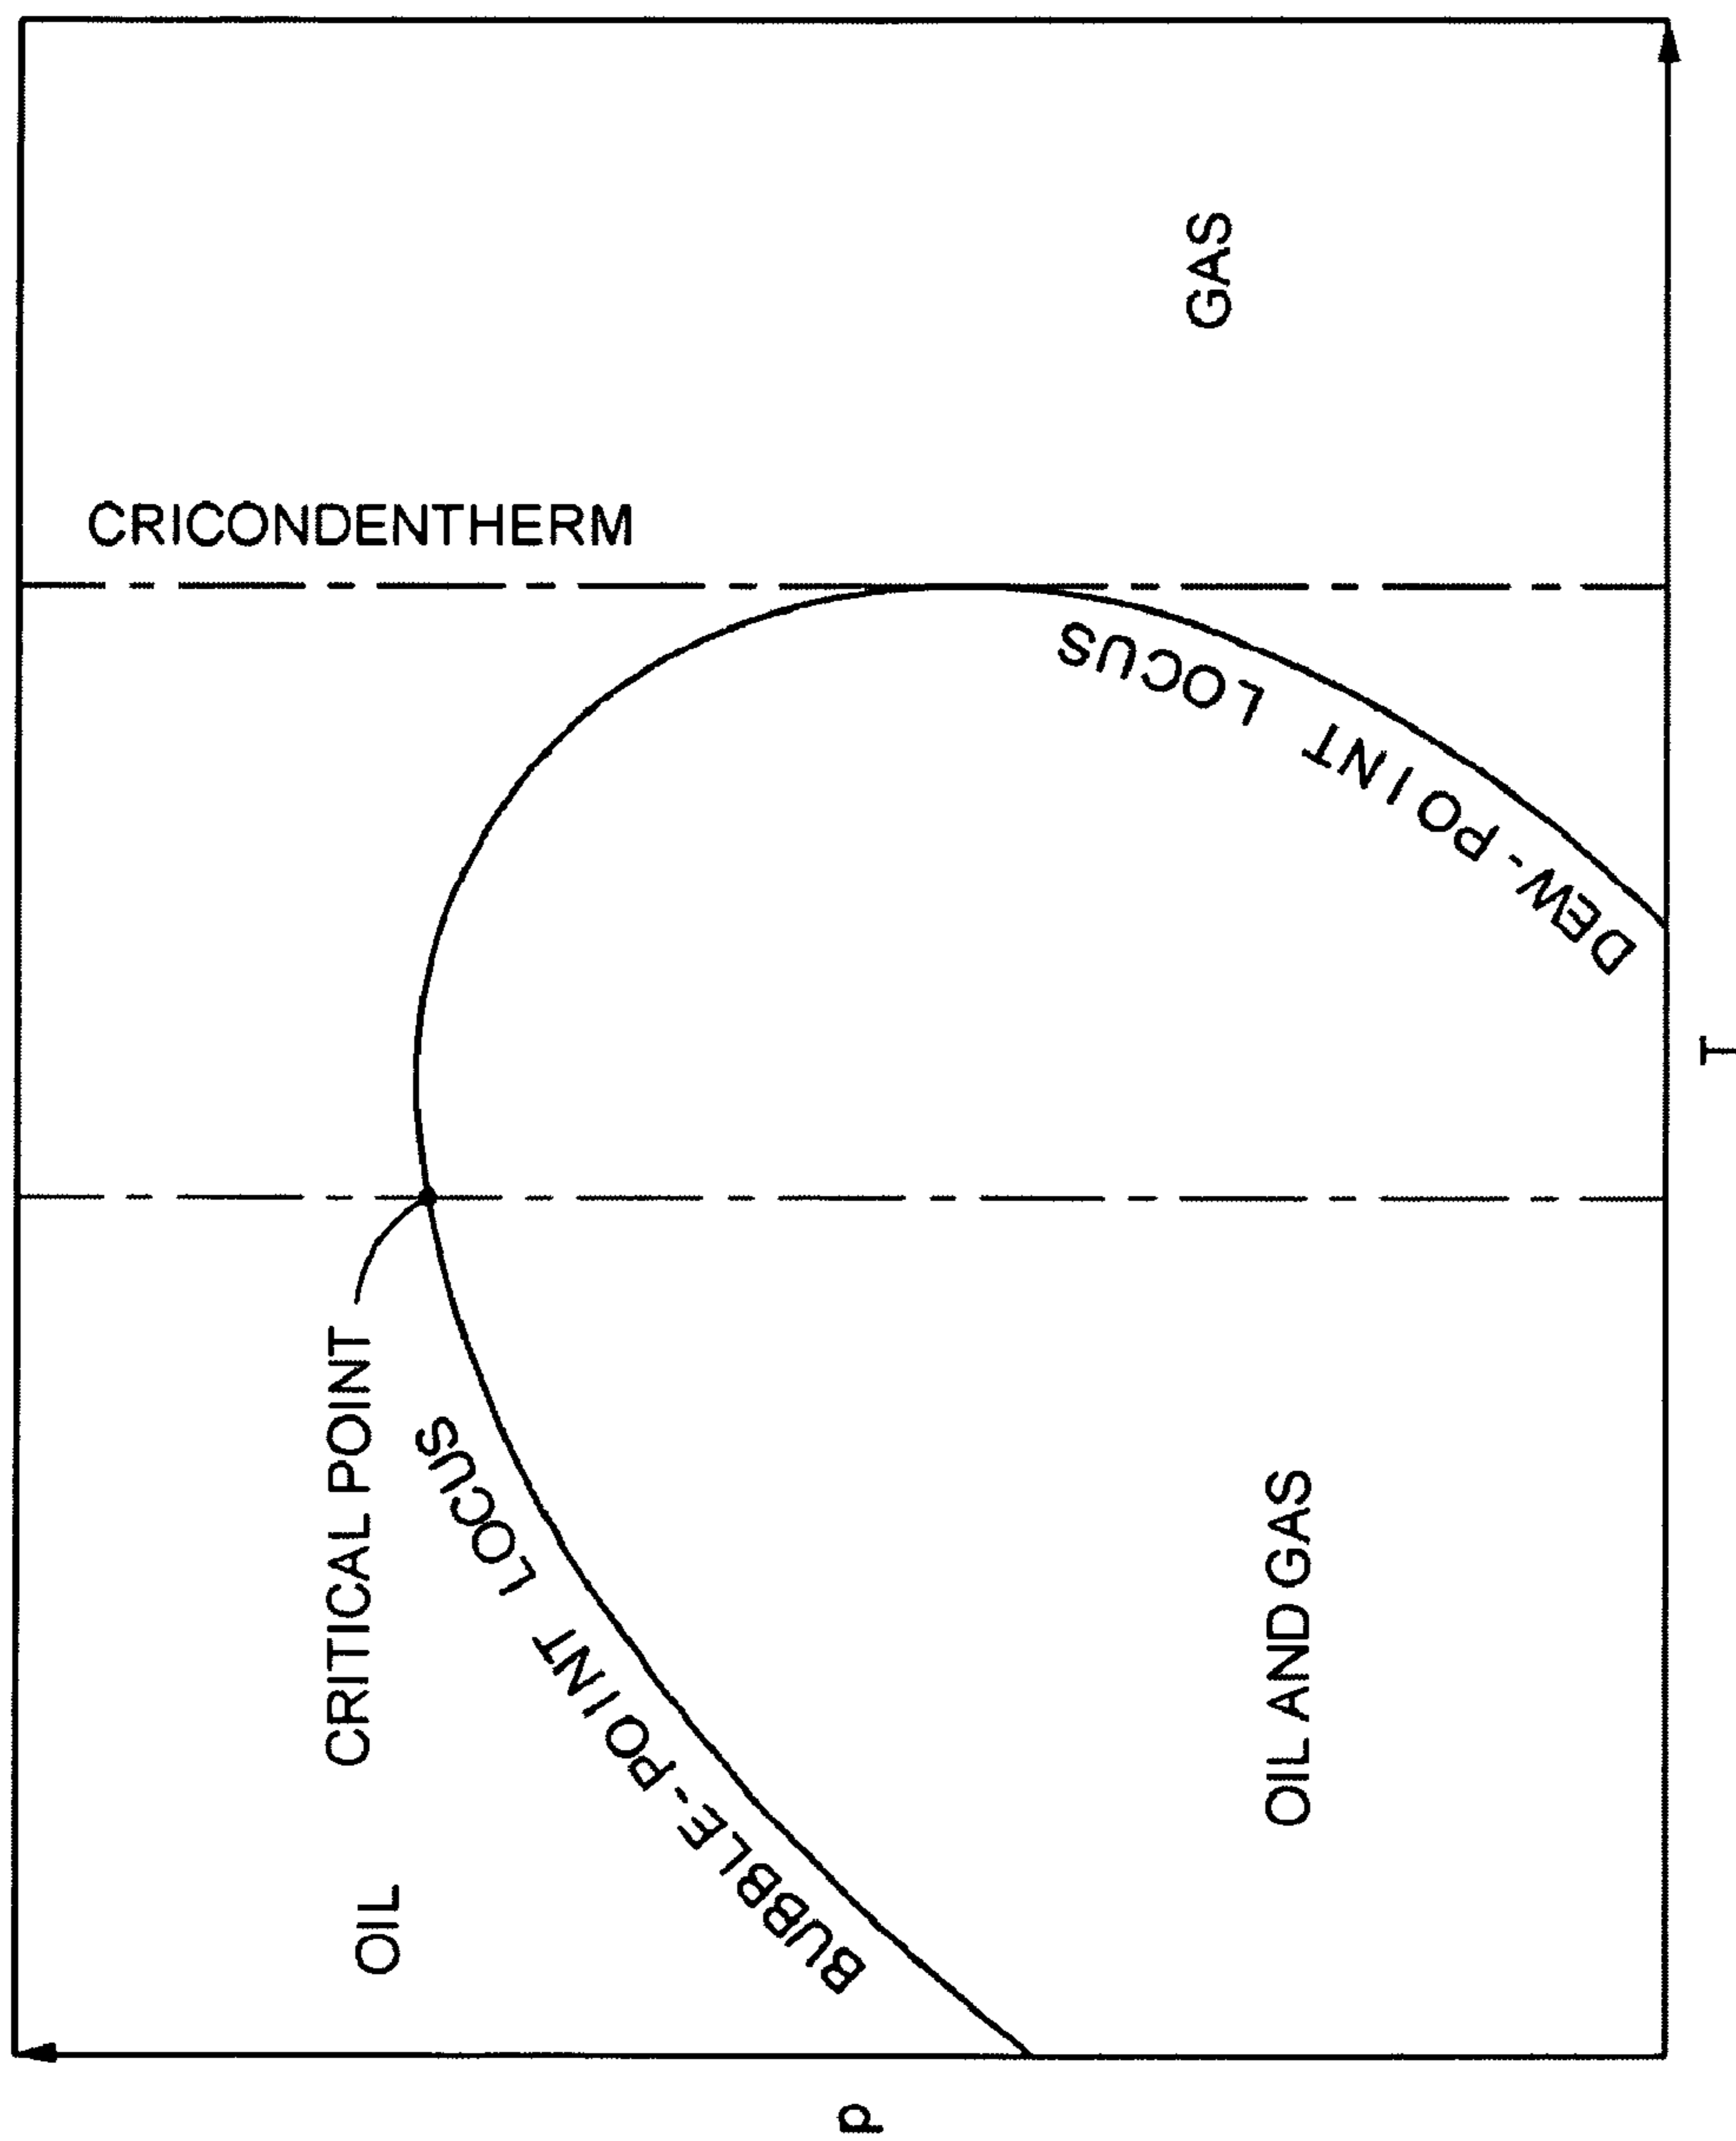 CRICONDENTHERM
CRITICAL POINT
OIL
BUBBLE-POINT LOCUS
p
GAS
DEW-POINT LOCUS
OIL AND GAS
T